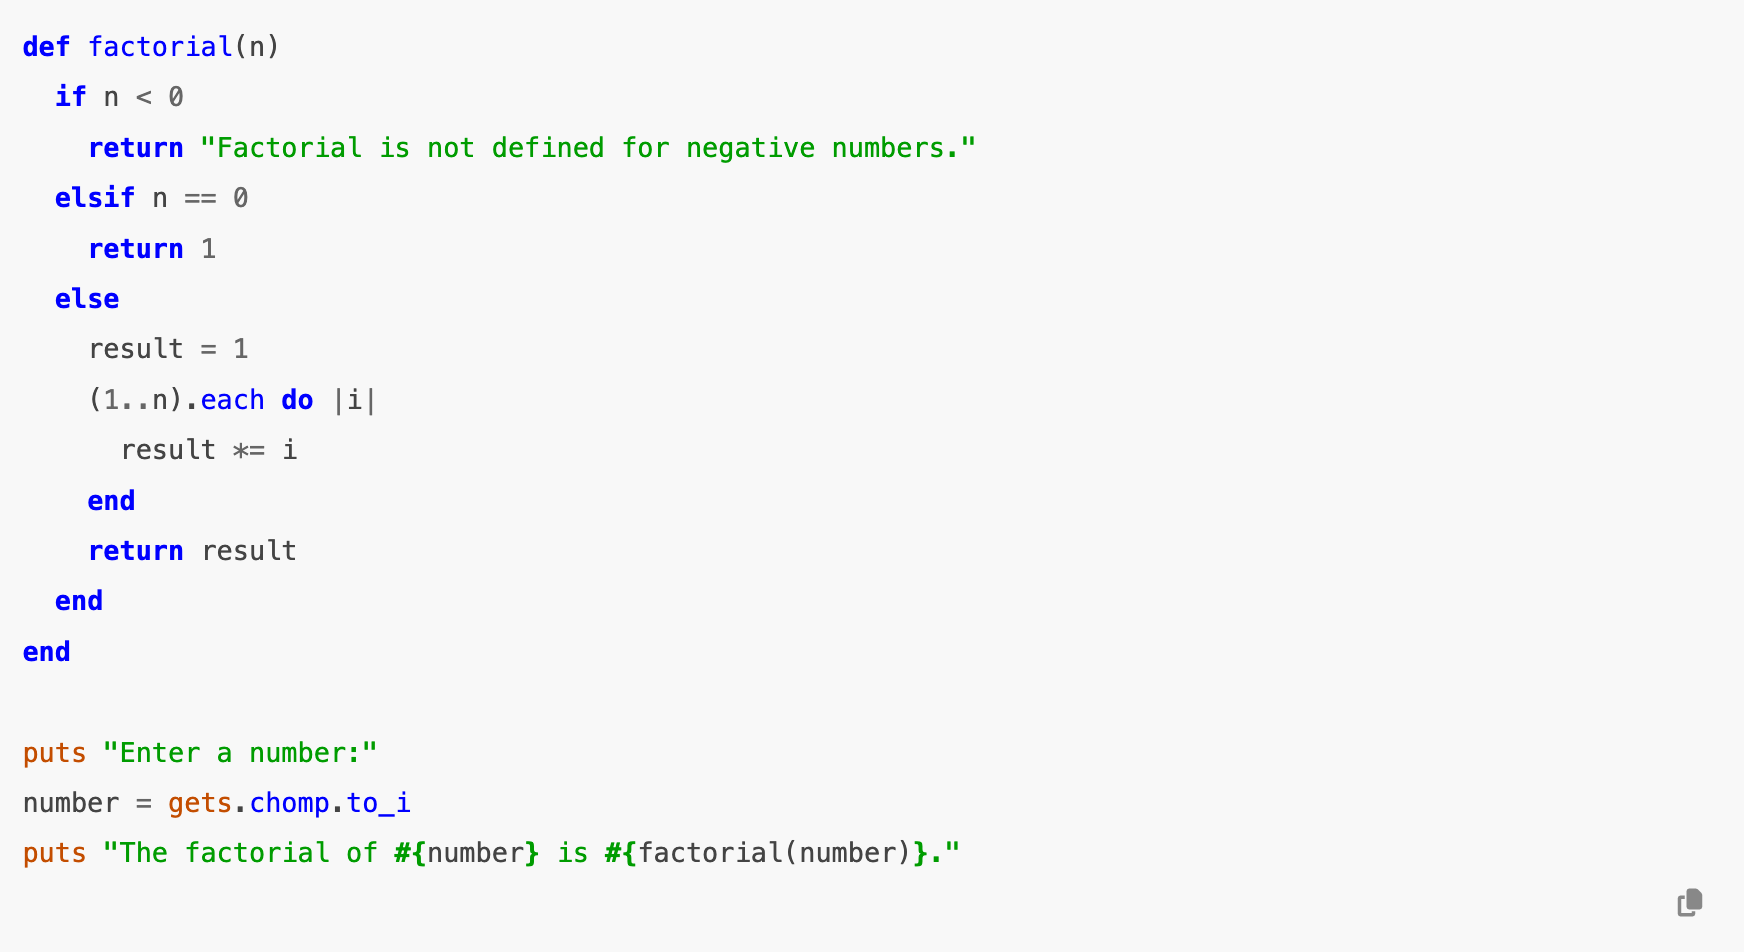 def factorial(n)
  if n < 0
    return "Factorial is not defined for negative numbers."
  elsif n == 0
    return 1
  else
    result = 1
    (1..n).each do |i|
      result *= i
    end
    return result
  end
end

puts "Enter a number:"
number = gets.chomp.to_i
puts "The factorial of #{number} is #{factorial(number)}."